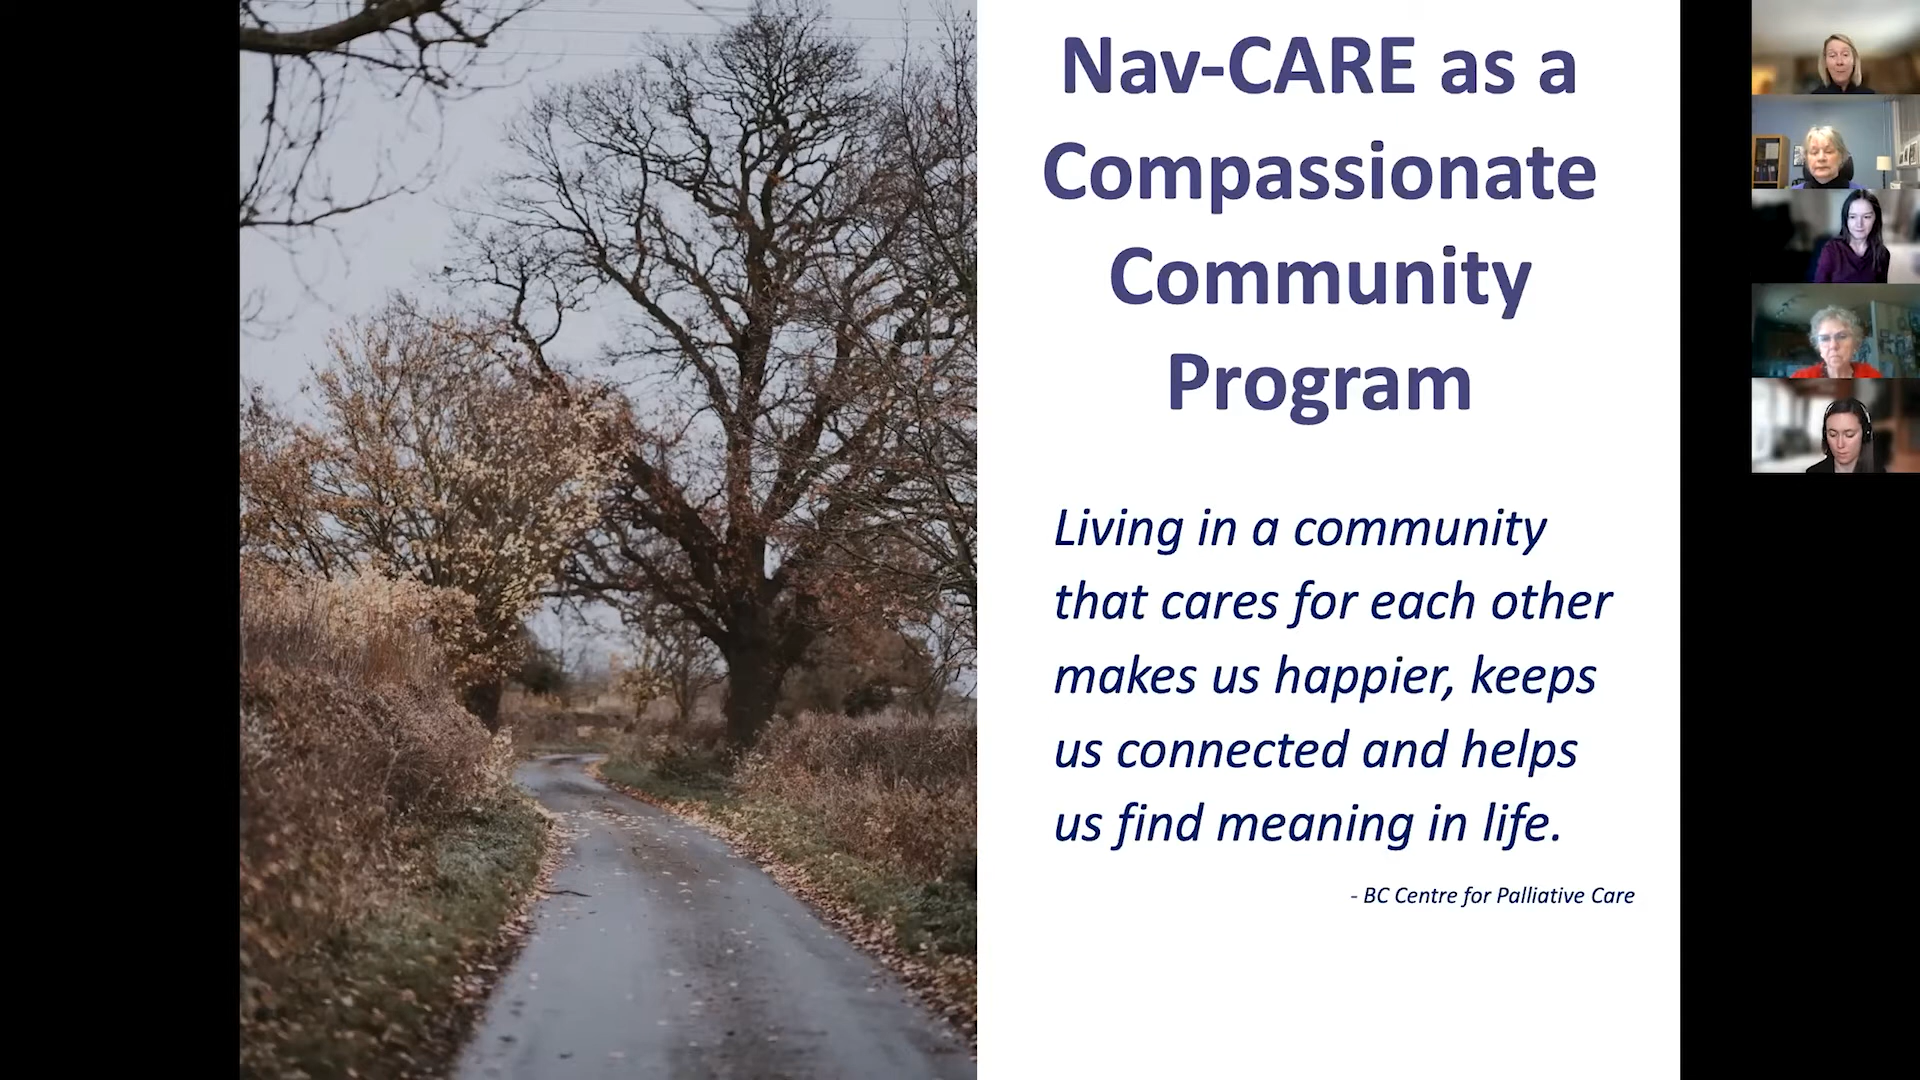 Nav-CARE as a
Compassionate
Community
Program
Living in a community
that cares for each other
makes us happier, keeps
us connected and helps
us find meaning in life.
- BC Centre for Palliative Care